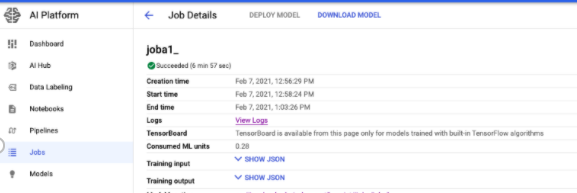 AI Platform
Job Details
DEPLOY MODEL
DOWNLOAD MODEL
Dashboard
AI Hub
Data Labeling
Notebooks
Pipelines
Jobs
Models
joba1_
Succeeded (6 min 57 sec)
Creation time Feb 7, 2021, 12:56:29 PM
Start time Feb 7, 2021, 12:58:24 PM
End time Feb 7, 2021, 1:03:26 PM
Logs View Logs
TensorBoard TensorBoard is available from this page only for models trained with built-in TensorFlow algorithms
Consumed ML units 0.28
Training input SHOW JSON
Training output SHOW JSON